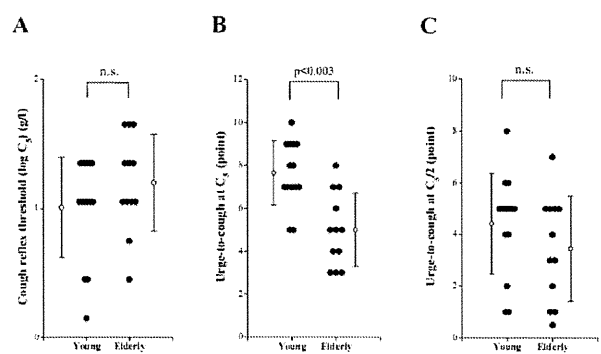 A
B
C
n.s.
p<0.003
n.s.
2
1
0
Cough reflex threshold (log C₅) (g/l)
Young
Elderly
12
10
8
6
4
2
0
Urge-to-cough at C₅ (point)
Young
Elderly
10
8
6
4
2
0
Urge-to-cough at C₅/2 (point)
Young
Elderly